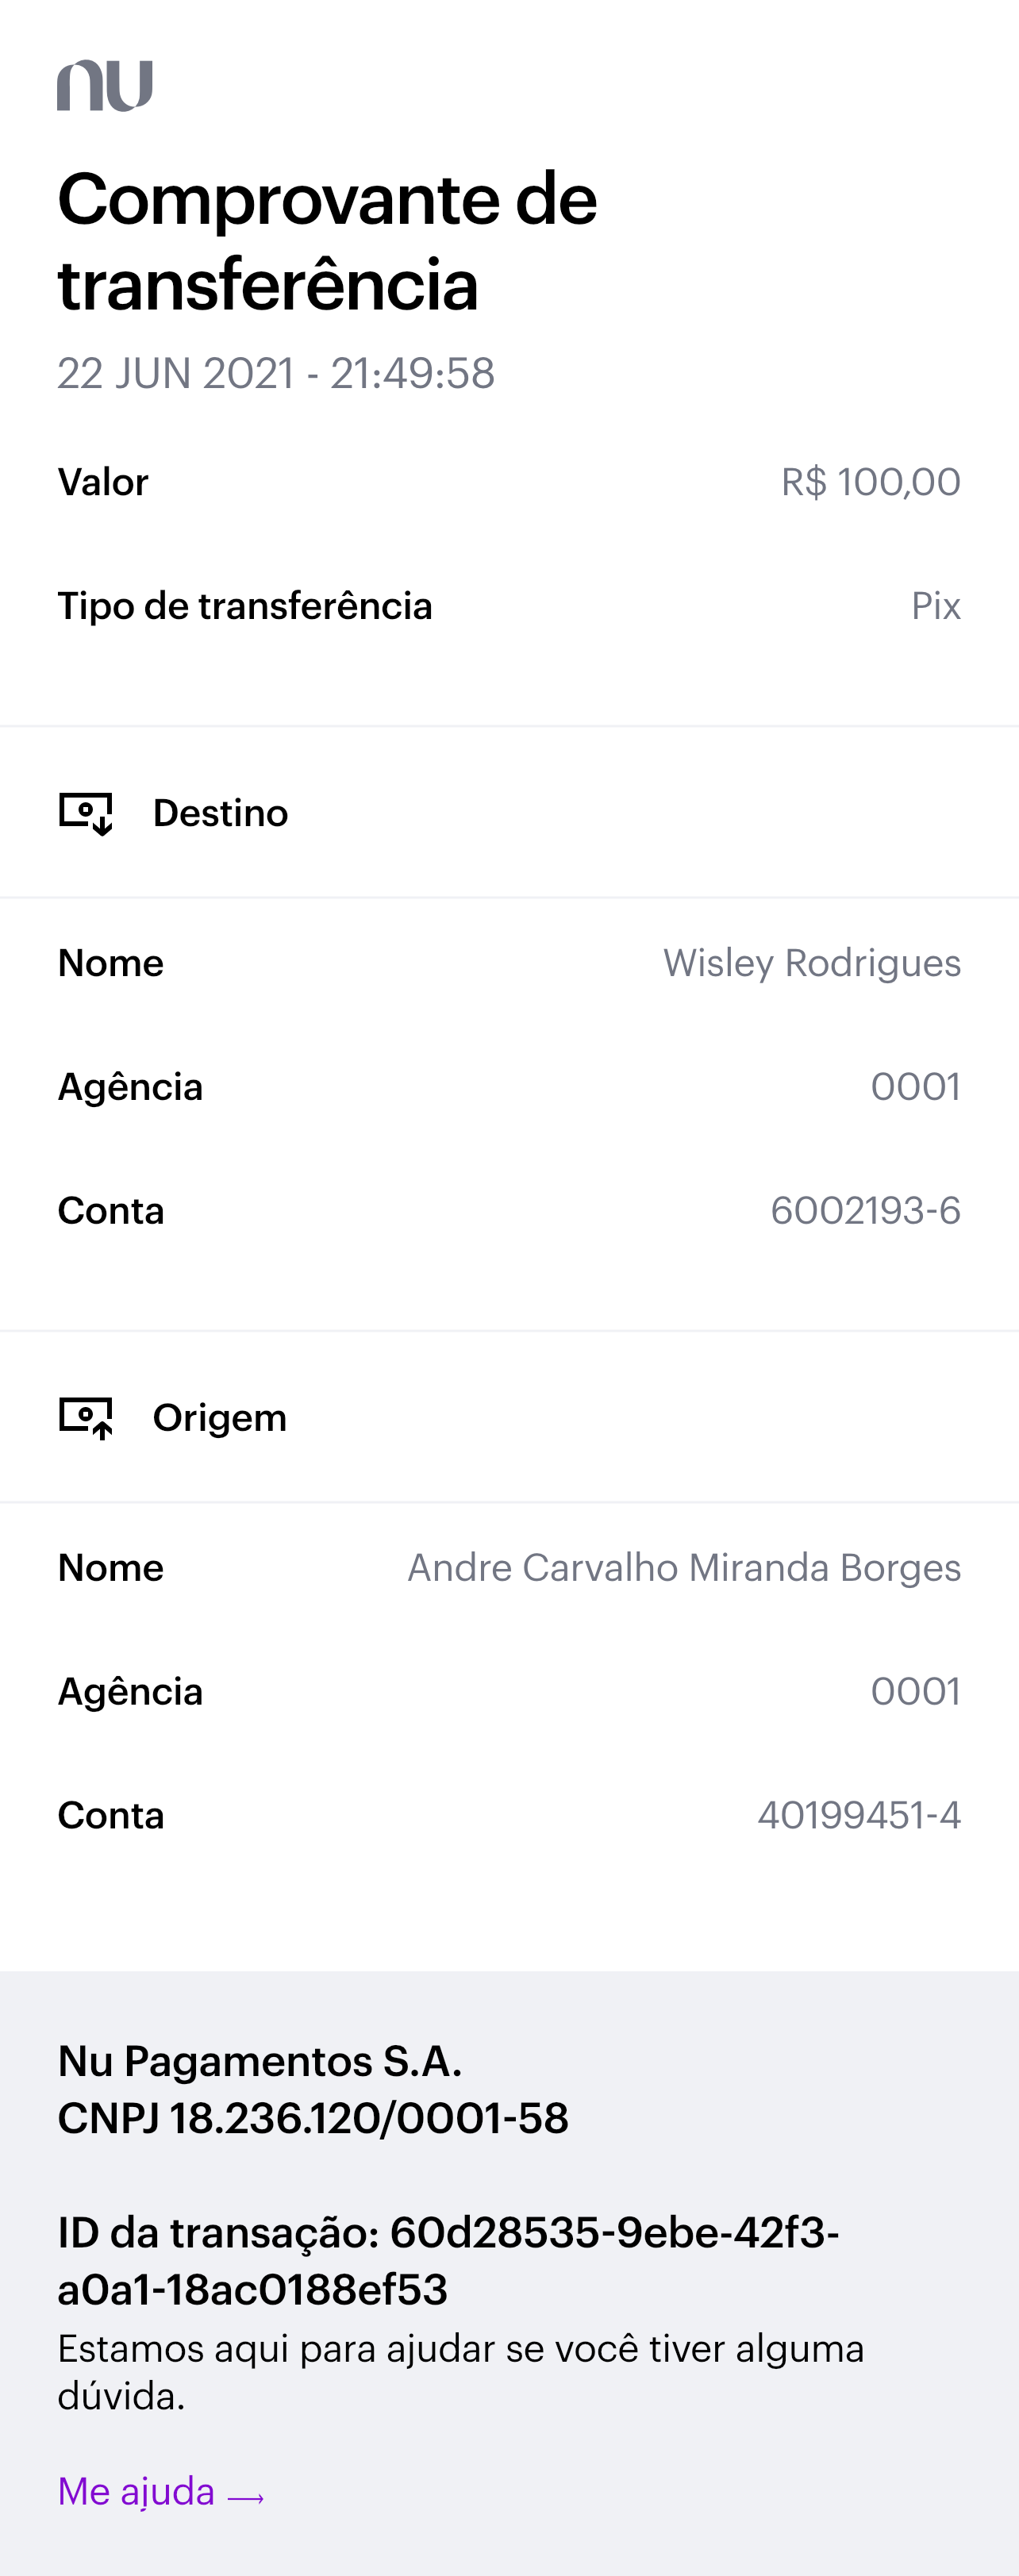 nu
Comprovante de
transferência
22 JUN 2021 - 21:49:58
Valor R$ 100,00
Tipo de transferência Pix
Destino
Nome Wisley Rodrigues
Agência 0001
Conta 6002193-6
Origem
Nome Andre Carvalho Miranda Borges
Agência 0001
Conta 40199451-4
Nu Pagamentos S.A.
CNPJ 18.236.120/0001-58
ID da transação: 60d28535-9ebe-42f3-
a0a1-18ac0188ef53
Estamos aqui para ajudar se você tiver alguma
dúvida.
Me ajuda →